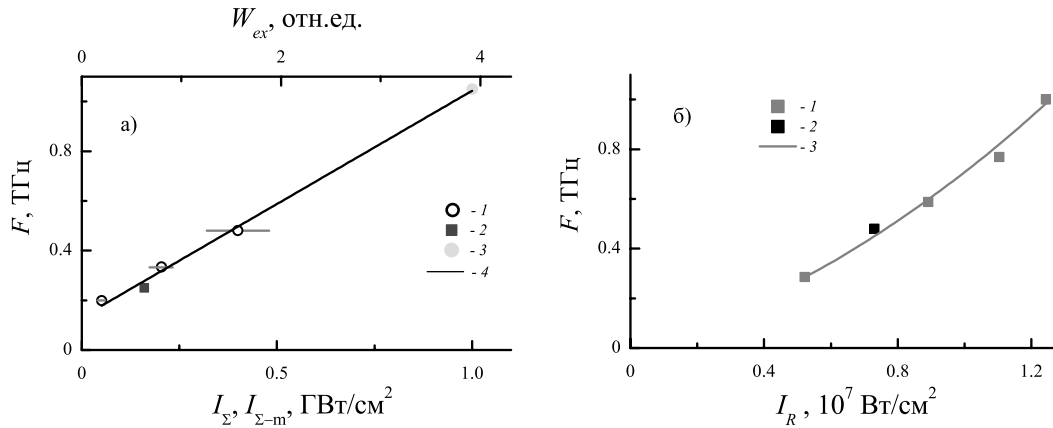 W_ex, отн.ед.
0 2 4
а)
F, ТГц
0.8
0.4
0
- 1
- 2
- 3
- 4
0 0.5 1.0
I_Σ, I_Σ–m, ГВт/см²
б)
F, ТГц
0.8
0.4
0
- 1
- 2
- 3
0 0.4 0.8 1.2
I_R , 10⁷ Вт/см²